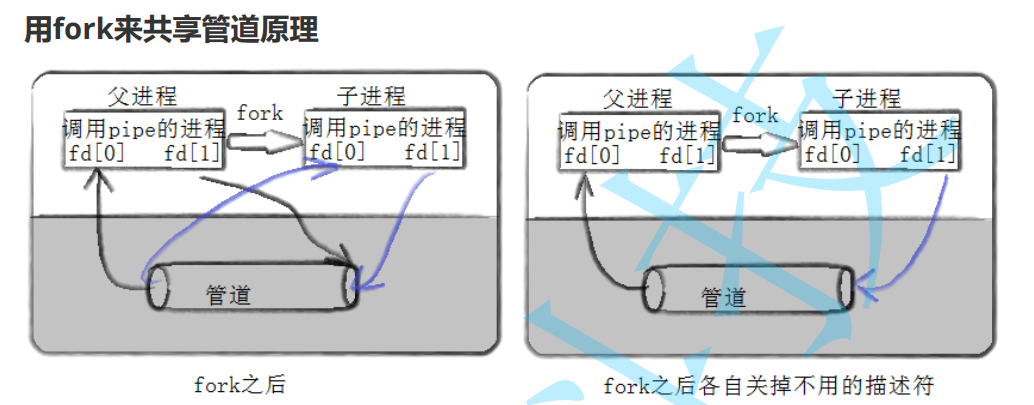 用fork来共享管道原理
父进程
fork
子进程
调用pipe的进程
fd[0] fd[1]
调用pipe的进程
fd[0] fd[1]
管道
fork之后
父进程
fork
子进程
调用pipe的进程
fd[0] fd[1]
调用pipe的进程
fd[0] fd[1]
管道
fork之后各自关掉不用的描述符